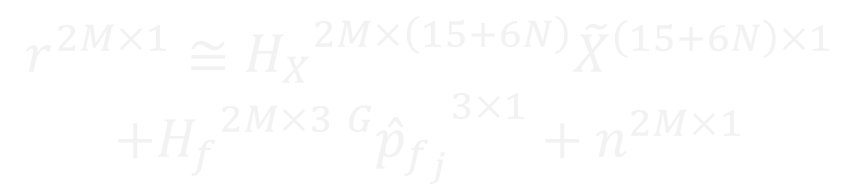 r^{2M×1} ≅ H_X^{2M×(15+6N)} X̃^{(15+6N)×1}
+H_f^{2M×3} ^G p̂_{f_j}^{3×1} + n^{2M×1}